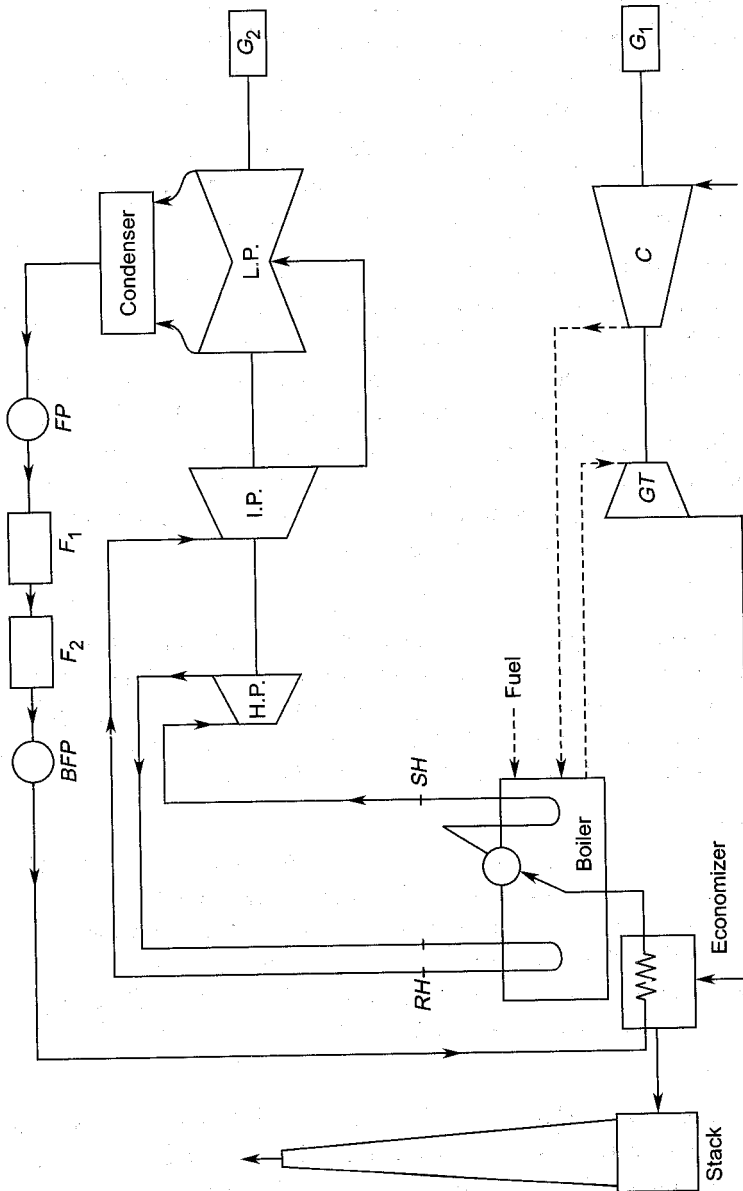 G2
G1
Condenser
L.P.
C
FP
I.P.
GT
F1
F2
H.P.
Fuel
BFP
SH
Boiler
RH
Economizer
Stack